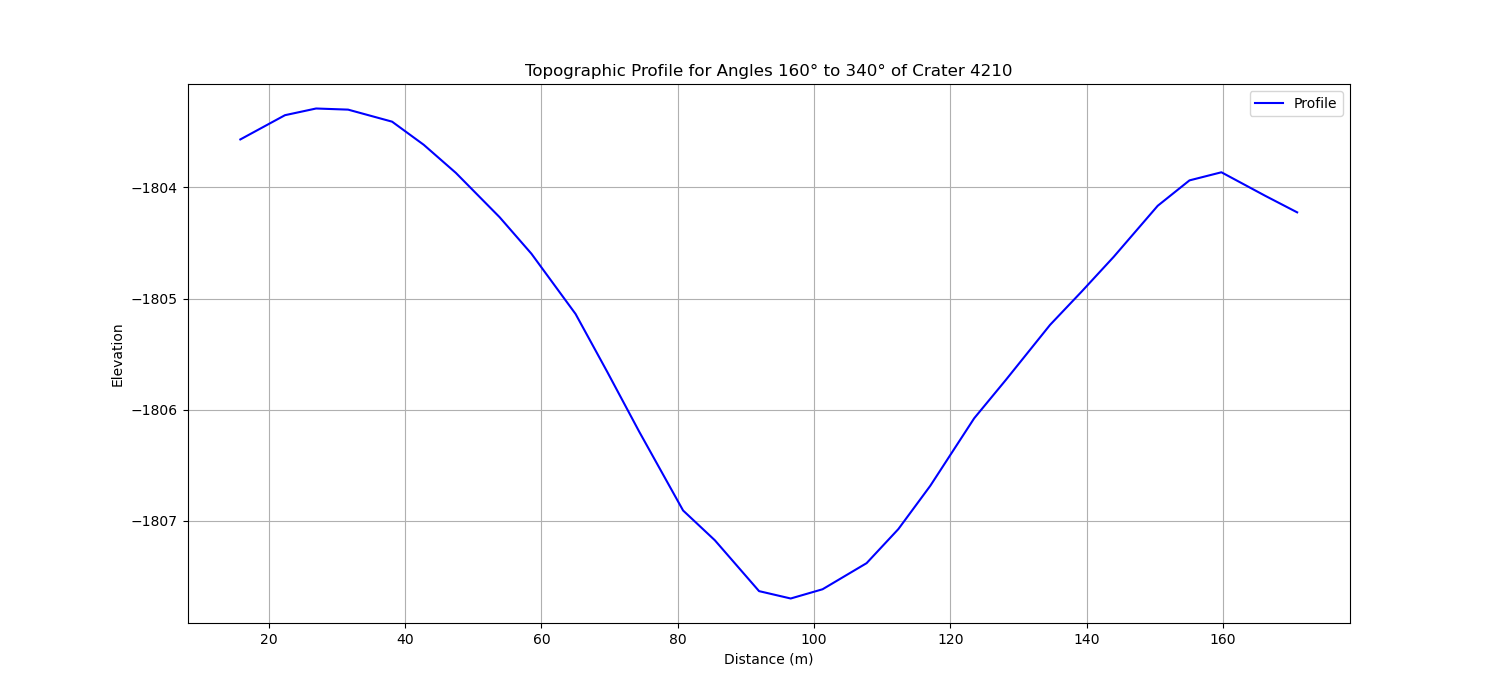 Topographic Profile for Angles 160° to 340° of Crater 4210
Profile
−1804
−1805
−1806
−1807
Elevation
20 40 60 80 100 120 140 160
Distance (m)